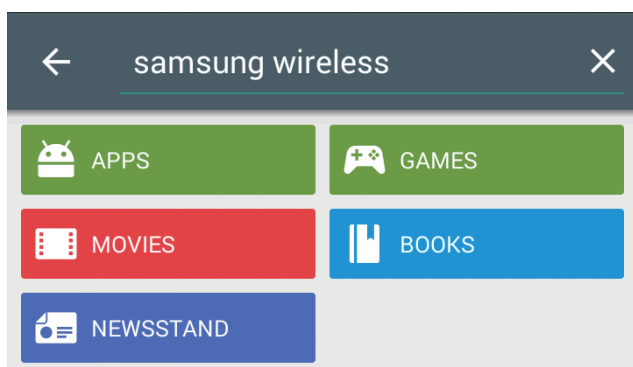 samsung wireless
APPS
GAMES
MOVIES
BOOKS
NEWSSTAND